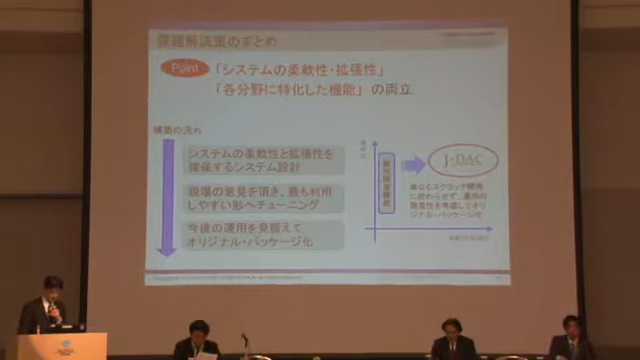 課題解決策のまとめ
Point
「システムの柔軟性・拡張性」
「各分野に特化した機能」の両立
構築の流れ
システムの柔軟性と拡張性を
確保するシステム設計
現場の意見を頂き、最も利用
しやすい形へチューニング
今後の運用を見据えて
オリジナル・パッケージ化
J-DAC
単なるスクラッチ開発
に終わらせず、運用の
効率性を考慮してオリ
ジナル・パッケージ化